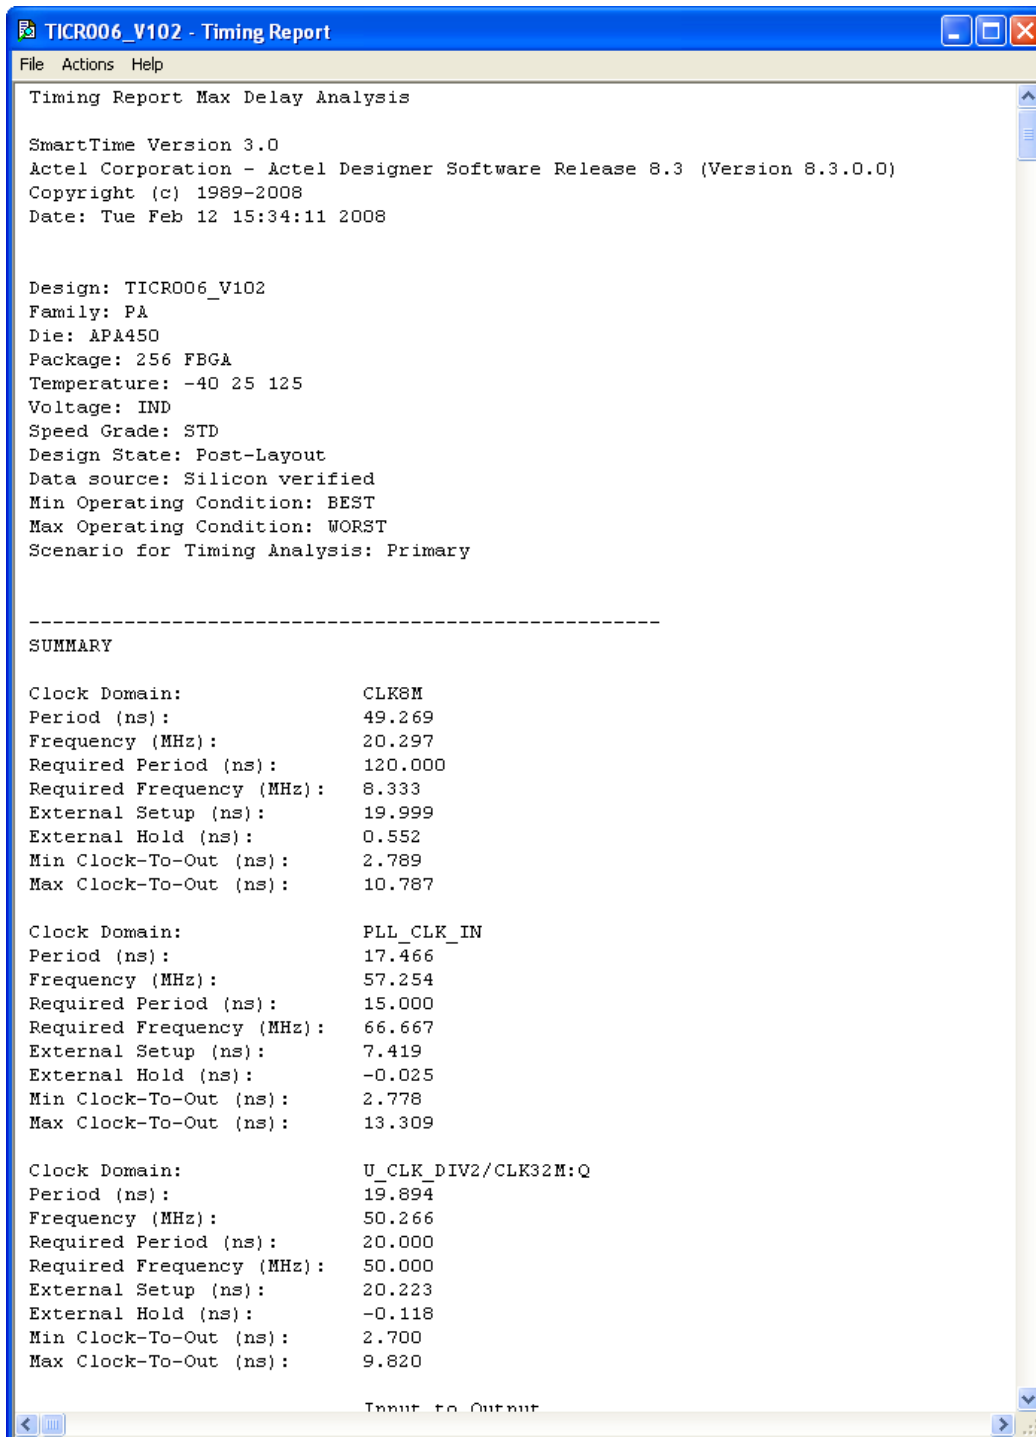 TICR006_V102 - Timing Report
File Actions Help
Timing Report Max Delay Analysis
SmartTime Version 3.0
Actel Corporation - Actel Designer Software Release 8.3 (Version 8.3.0.0)
Copyright (c) 1989-2008
Date: Tue Feb 12 15:34:11 2008
Design: TICR006_V102
Family: PA
Die: APA450
Package: 256 FBGA
Temperature: -40 25 125
Voltage: IND
Speed Grade: STD
Design State: Post-Layout
Data source: Silicon verified
Min Operating Condition: BEST
Max Operating Condition: WORST
Scenario for Timing Analysis: Primary
-----------------------------------------------------
SUMMARY
Clock Domain: CLK8M
Period (ns): 49.269
Frequency (MHz): 20.297
Required Period (ns): 120.000
Required Frequency (MHz): 8.333
External Setup (ns): 19.999
External Hold (ns): 0.552
Min Clock-To-Out (ns): 2.789
Max Clock-To-Out (ns): 10.787
Clock Domain: PLL_CLK_IN
Period (ns): 17.466
Frequency (MHz): 57.254
Required Period (ns): 15.000
Required Frequency (MHz): 66.667
External Setup (ns): 7.419
External Hold (ns): -0.025
Min Clock-To-Out (ns): 2.778
Max Clock-To-Out (ns): 13.309
Clock Domain: U_CLK_DIV2/CLK32M:Q
Period (ns): 19.894
Frequency (MHz): 50.266
Required Period (ns): 20.000
Required Frequency (MHz): 50.000
External Setup (ns): 20.223
External Hold (ns): -0.118
Min Clock-To-Out (ns): 2.700
Max Clock-To-Out (ns): 9.820
Input to Output